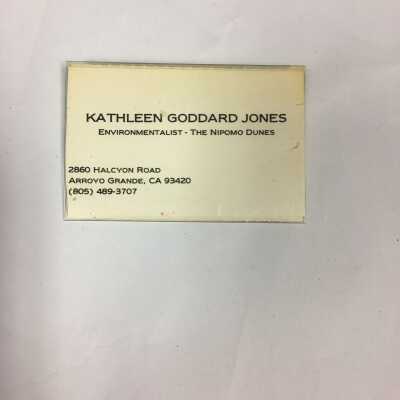 KATHLEEN GODDARD JONES
ENVIRONMENTALIST - THE NIPOMO DUNES
2860 HALCYON ROAD
ARROYO GRANDE, CA 93420
(805) 489-3707